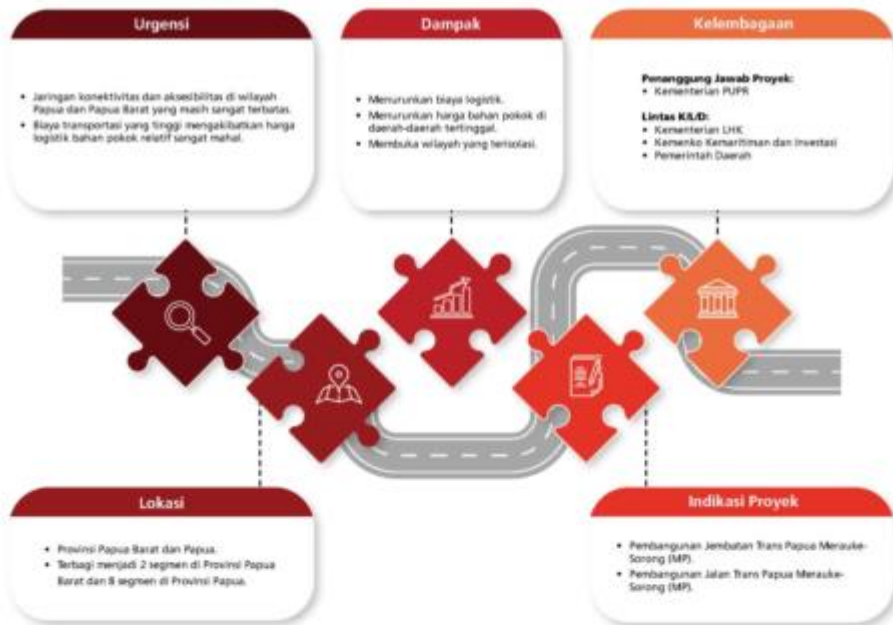 Urgensi
• Jaringan konektivitas dan aksesibilitas di wilayah
Papua dan Papua Barat yang masih sangat terbatas.
• Biaya transportasi yang tinggi mengakibatkan harga
logistik bahan pokok relatif sangat mahal.
Dampak
• Menurunkan biaya logistik.
• Menurunkan harga bahan pokok di
daerah-daerah tertinggal.
• Membuka wilayah yang terisolasi.
Kelembagaan
Penanggung Jawab Proyek:
• Kementerian PUPR
Lintas K/L/D:
• Kementerian LHK
• Kemenko Kemaritiman dan Investasi
• Pemerintah Daerah
Lokasi
• Provinsi Papua Barat dan Papua.
• Terbagi menjadi 2 segmen di Provinsi Papua
Barat dan 8 segmen di Provinsi Papua.
Indikasi Proyek
• Pembangunan Jembatan Trans Papua Merauke-
Sorong (MP).
• Pembangunan Jalan Trans Papua Merauke-
Sorong (MP).